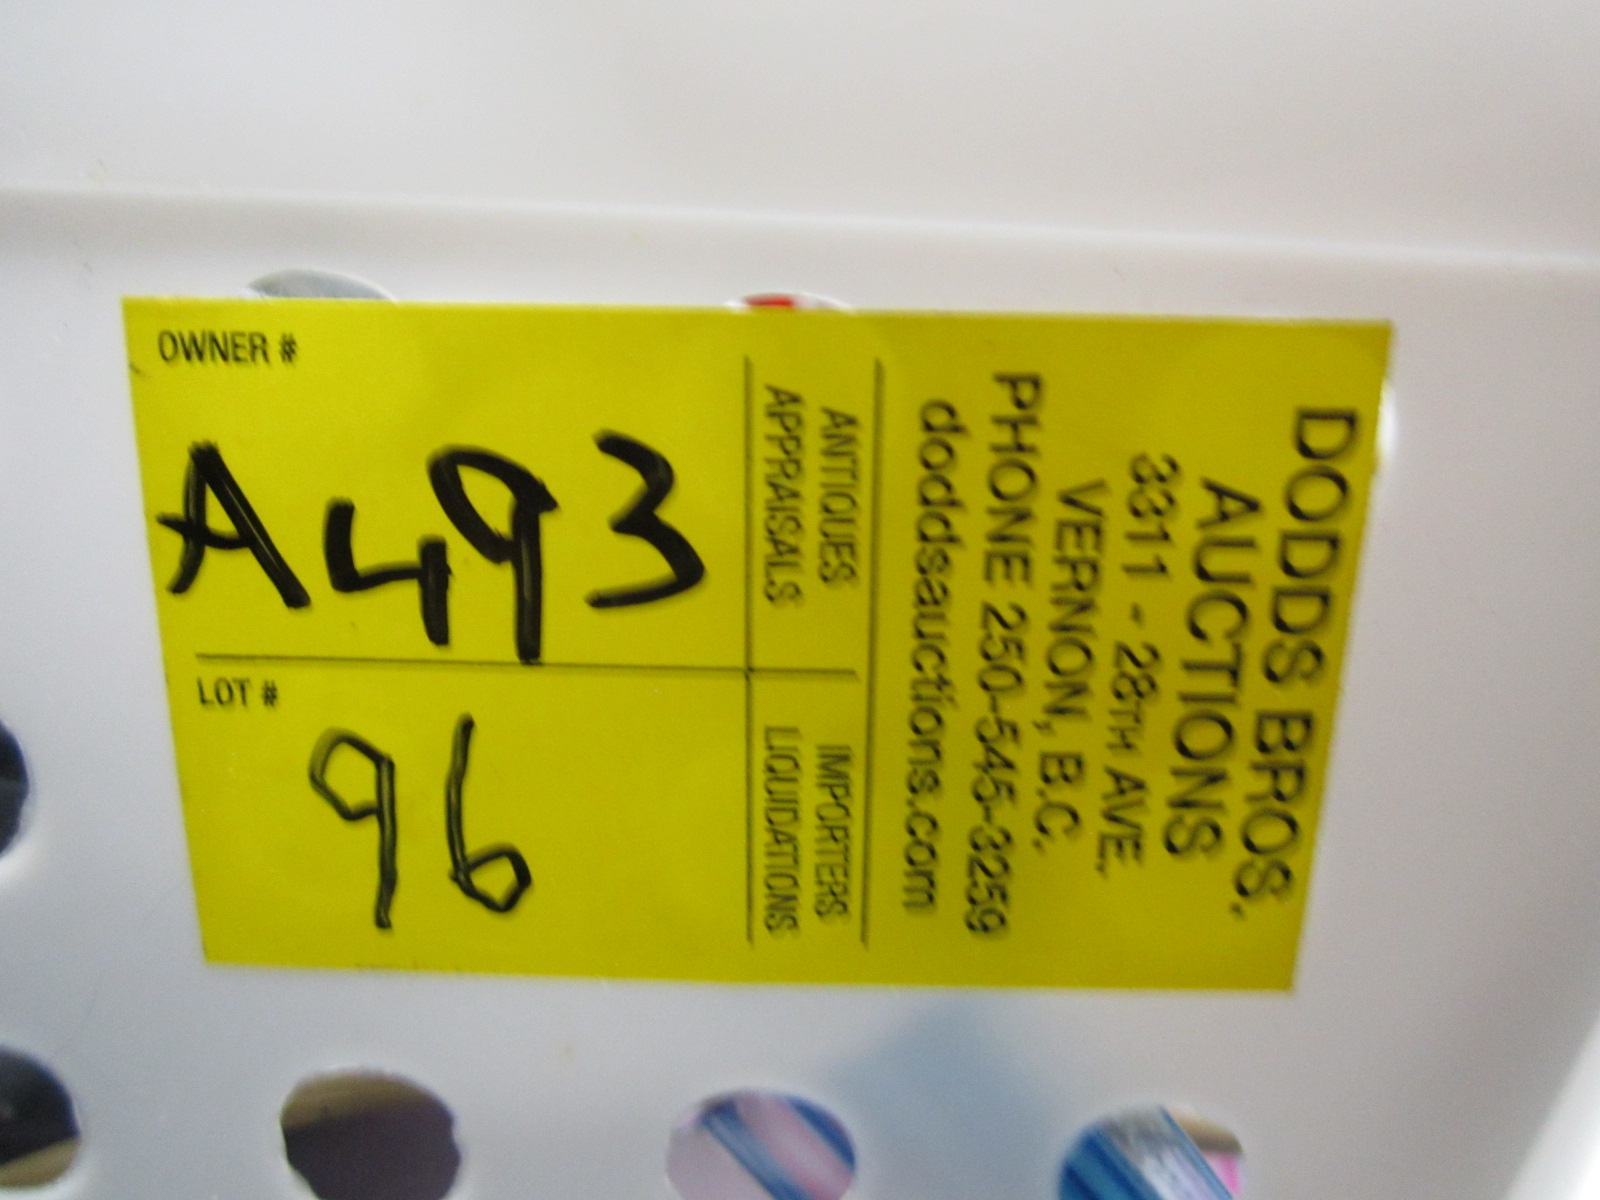 OWNER #
A493
LOT #
96
DODDS BROS.
AUCTIONS
3311 - 28TH AVE.
VERNON, B.C.
PHONE 250-545-3259
doddsauctions.com
ANTIQUES
APPRAISALS
IMPORTERS
LIQUIDATIONS